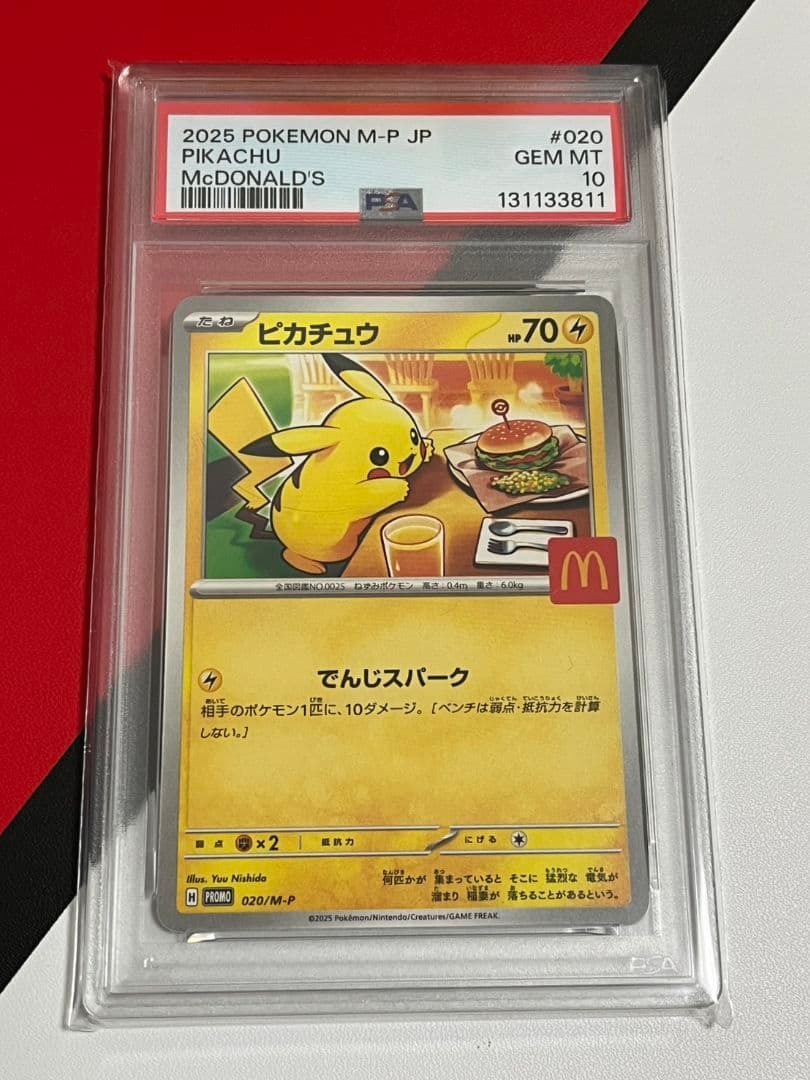 2025 POKEMON M-P JP #020
PIKACHU GEM MT
McDONALD'S 10
PSA 131133811
たね ピカチュウ HP70
全国図鑑NO.0025 ねずみポケモン 高さ:0.4m 重さ:6.0kg
でんじスパーク
相手のポケモン1匹に、10ダメージ。[ベンチは弱点・抵抗力を計算
しない。]
弱点 ×2 抵抗力 にげる
Illus. Yuu Nishida
何匹かが 集まっていると そこに 猛烈な 電気が
溜まり 稲妻が 落ちることがあるという。
H PROMO 020/M-P
©2025 Pokémon/Nintendo/Creatures/GAME FREAK.
PSA